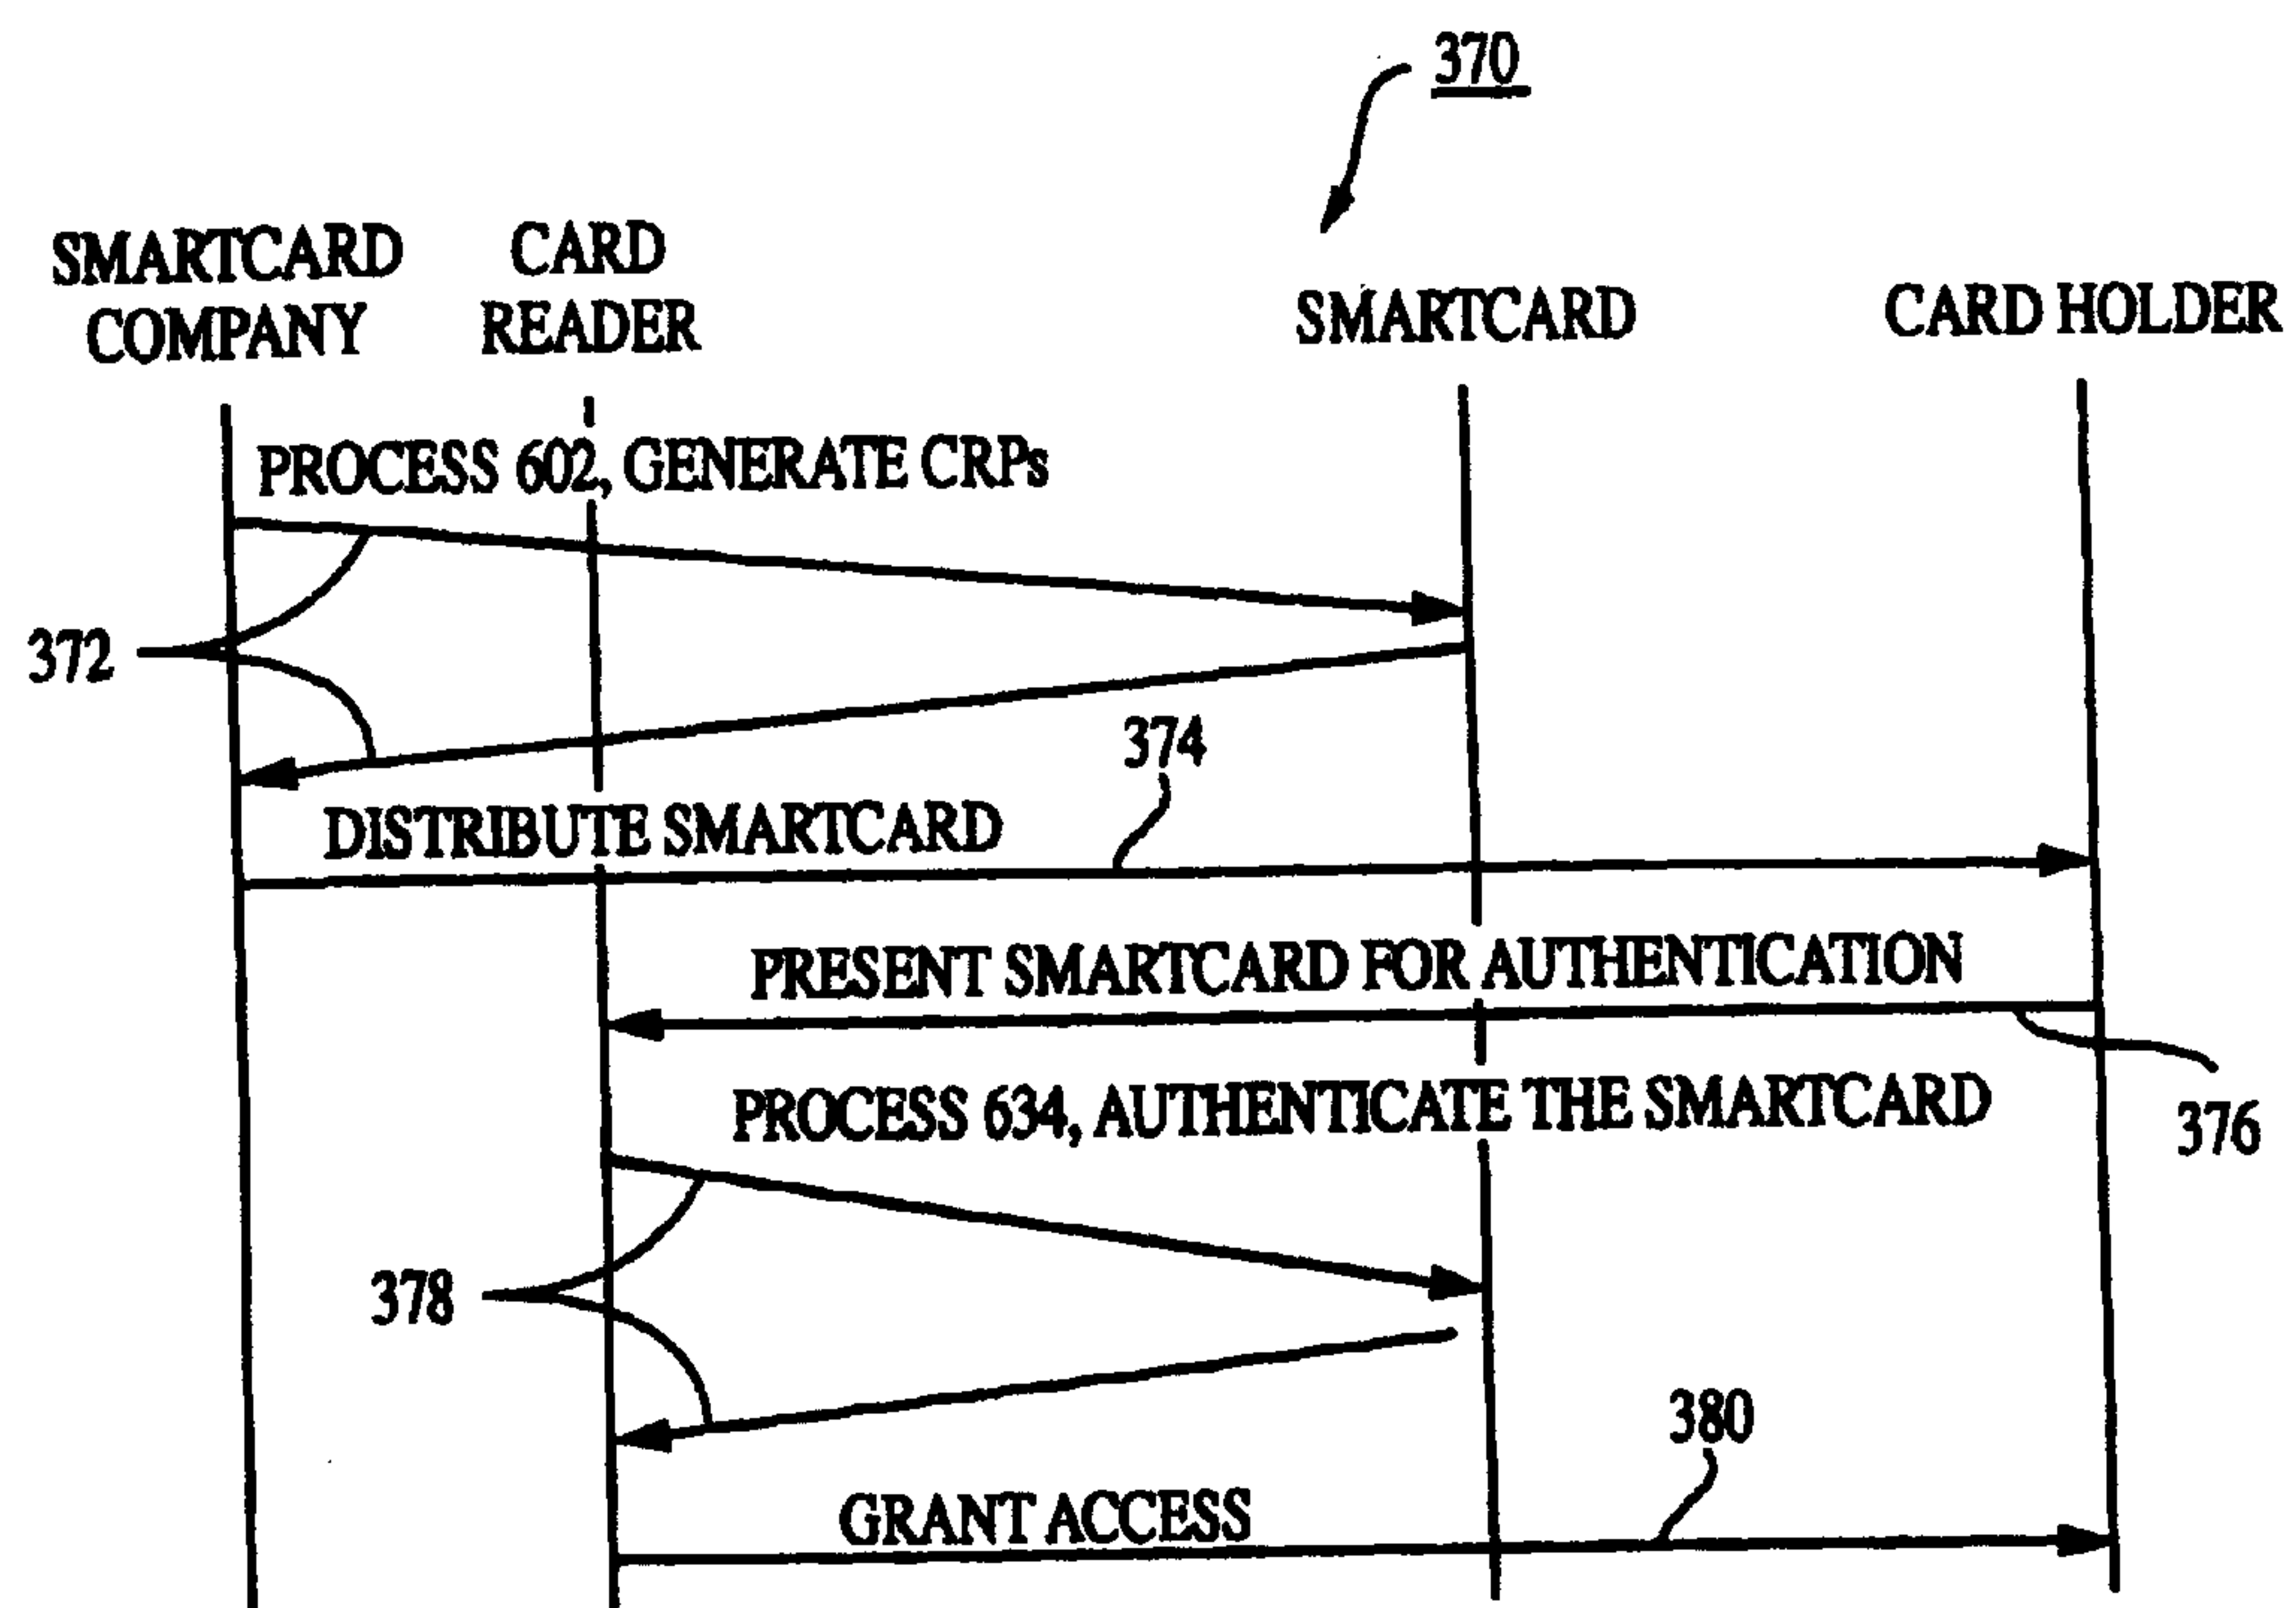 370
SMARTCARD
COMPANY
CARD
READER
SMARTCARD
CARD HOLDER
PROCESS 602, GENERATE CRPs
372
374
DISTRIBUTE SMARTCARD
PRESENT SMARTCARD FOR AUTHENTICATION
376
PROCESS 634, AUTHENTICATE THE SMARTCARD
378
380
GRANT ACCESS